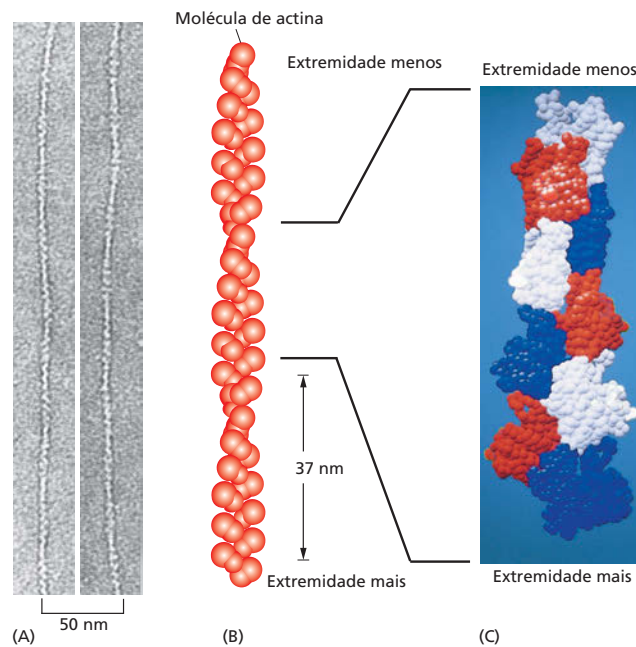 Molécula de actina
Extremidade menos
Extremidade menos
37 nm
Extremidade mais
Extremidade mais
50 nm
(A)
(B)
(C)